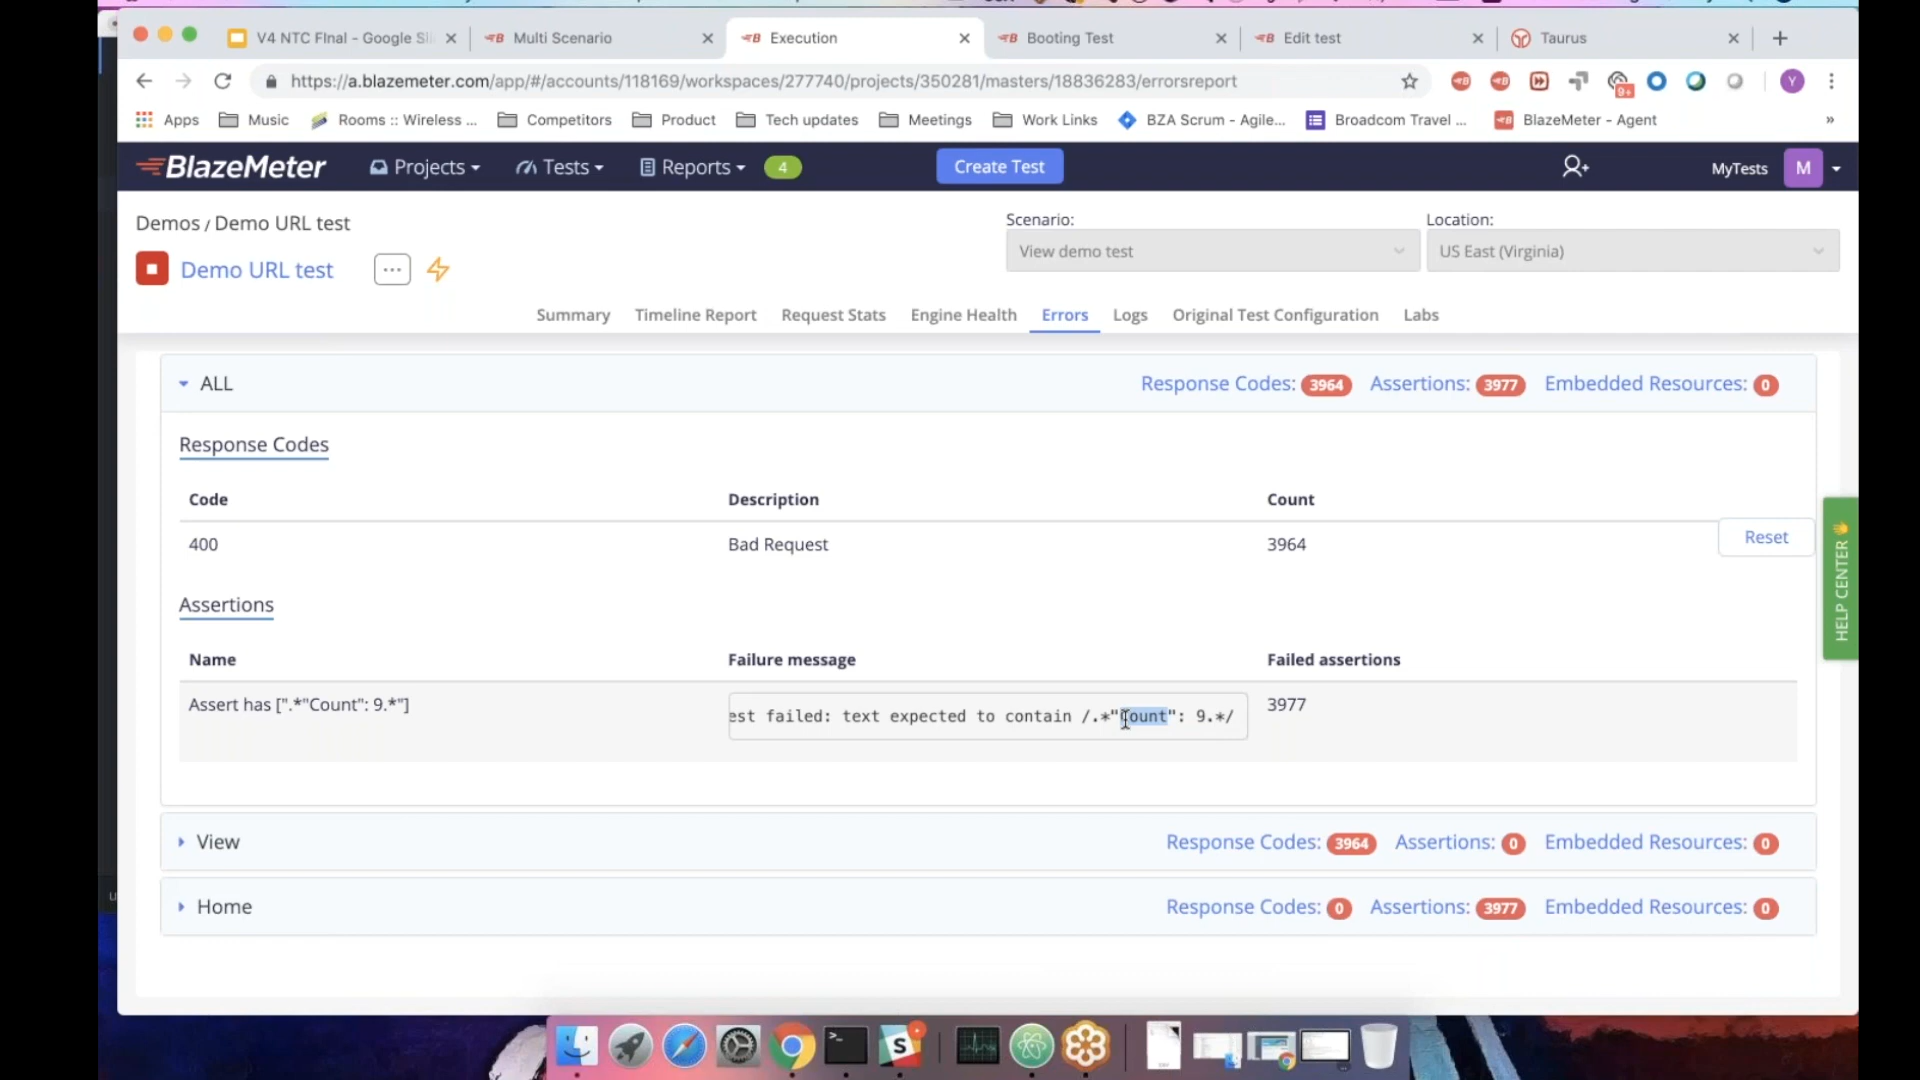 V4 NTC FInal - Google Sli
Multi Scenario
Execution
Booting Test
Edit test
Taurus
https://a.blazemeter.com/app/#/accounts/118169/workspaces/277740/projects/350281/masters/18836283/errorsreport
9+
Y
Apps
Music
Rooms :: Wireless ...
Competitors
Product
Tech updates
Meetings
Work Links
BZA Scrum - Agile...
Broadcom Travel ...
BlazeMeter - Agent
»
BlazeMeter
Projects
Tests
Reports
4
Create Test
MyTests
M
Demos / Demo URL test
Scenario:
Location:
View demo test
US East (Virginia)
Demo URL test
...
Summary
Timeline Report
Request Stats
Engine Health
Errors
Logs
Original Test Configuration
Labs
ALL
Response Codes: 3964
Assertions: 3977
Embedded Resources: 0
Response Codes
Code
Description
Count
400
Bad Request
3964
Reset
HELP CENTER
Assertions
Name
Failure message
Failed assertions
Assert has [".*"Count": 9.*"]
est failed: text expected to contain /.*"Count": 9.*/
3977
View
Response Codes: 3964
Assertions: 0
Embedded Resources: 0
Home
Response Codes: 0
Assertions: 3977
Embedded Resources: 0
S